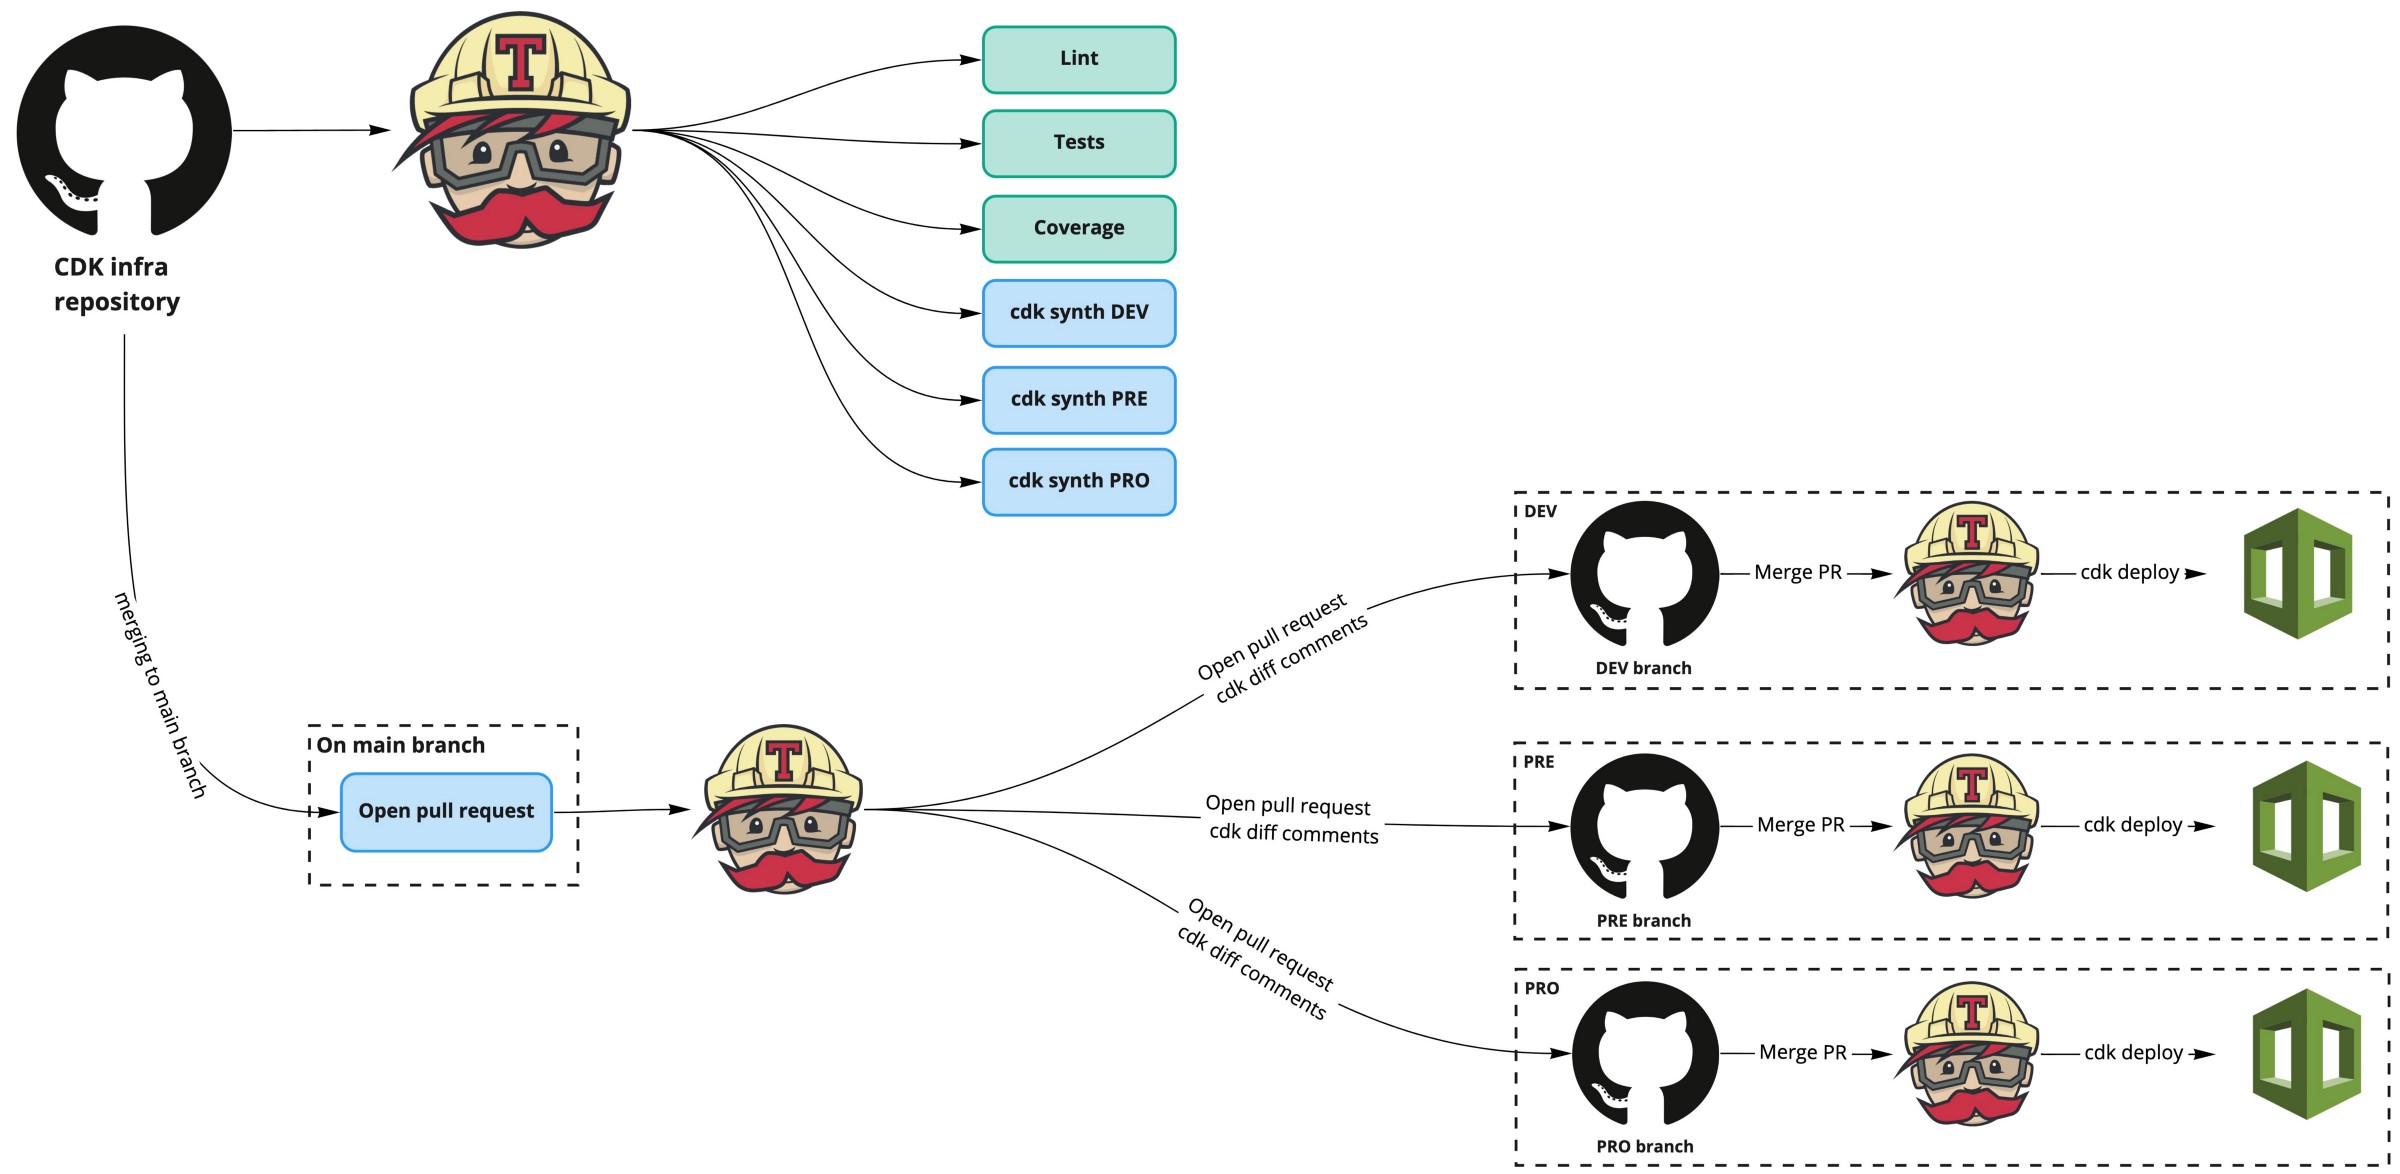 T
Lint
Tests
Coverage
cdk synth DEV
cdk synth PRE
cdk synth PRO
CDK infra
repository
merging to main branch
On main branch
Open pull request
T
Open pull request
cdk diff comments
Open pull request
cdk diff comments
Open pull request
cdk diff comments
DEV
DEV branch
Merge PR
T
cdk deploy
PRE
PRE branch
Merge PR
T
cdk deploy
PRO
PRO branch
Merge PR
T
cdk deploy